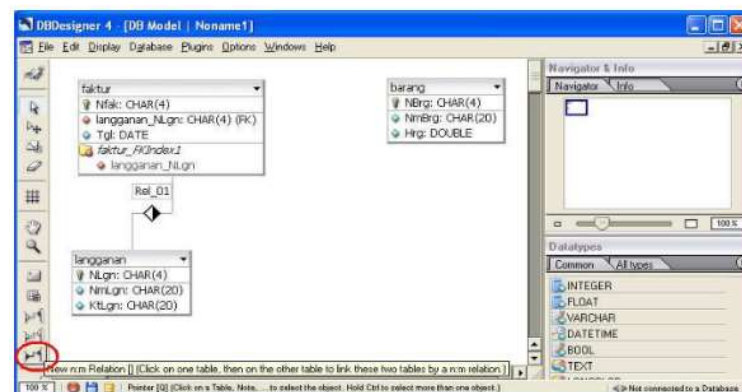 DBDesigner 4 - [DB Model | Noname1]
File Edit Display Database Plugins Options Windows Help
faktur
Nfak: CHAR(4)
langganan_NLgn: CHAR(4) (FK)
Tgl: DATE
faktur_FKIndex1
langganan_NLgn
Rel_01
langganan
NLgn: CHAR(4)
NmLgn: CHAR(20)
KtLgn: CHAR(20)
barang
NBrg: CHAR(4)
NmBrg: CHAR(20)
Hrg: DOUBLE
Navigator & Info
Navigator Info
100 %
Datatypes
Common All types
INTEGER
FLOAT
VARCHAR
DATETIME
BOOL
TEXT
New n:m Relation [] (Click on one table, then on the other table to link these two tables by a n:m relation.)
100 % Pointer [Q] (Click on a Table, Note, ... to select the object. Hold Ctrl to select more than one object.) Not connected to a Database